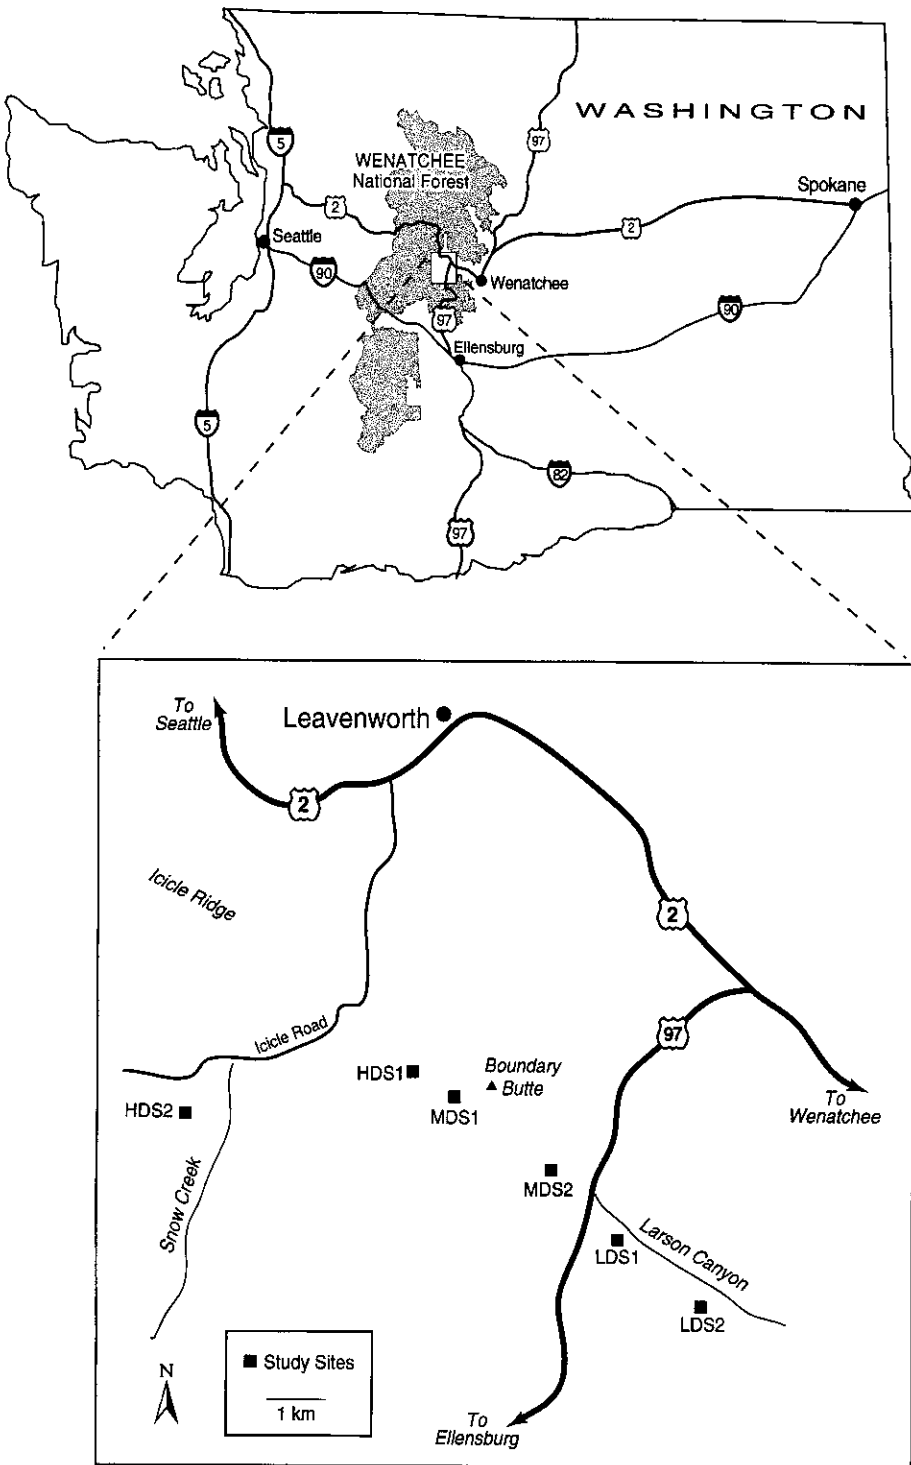 WASHINGTON
5
97
WENATCHEE
National Forest
2
Spokane
2
Seattle
90
Wenatchee
97
90
Ellensburg
5
82
97
To
Seattle
Leavenworth
2
Icicle Ridge
2
Icicle Road
97
HDS1
Boundary
Butte
MDS1
To
Wenatchee
HDS2
Snow Creek
MDS2
Larson Canyon
LDS1
LDS2
N
Study Sites
1 km
To
Ellensburg